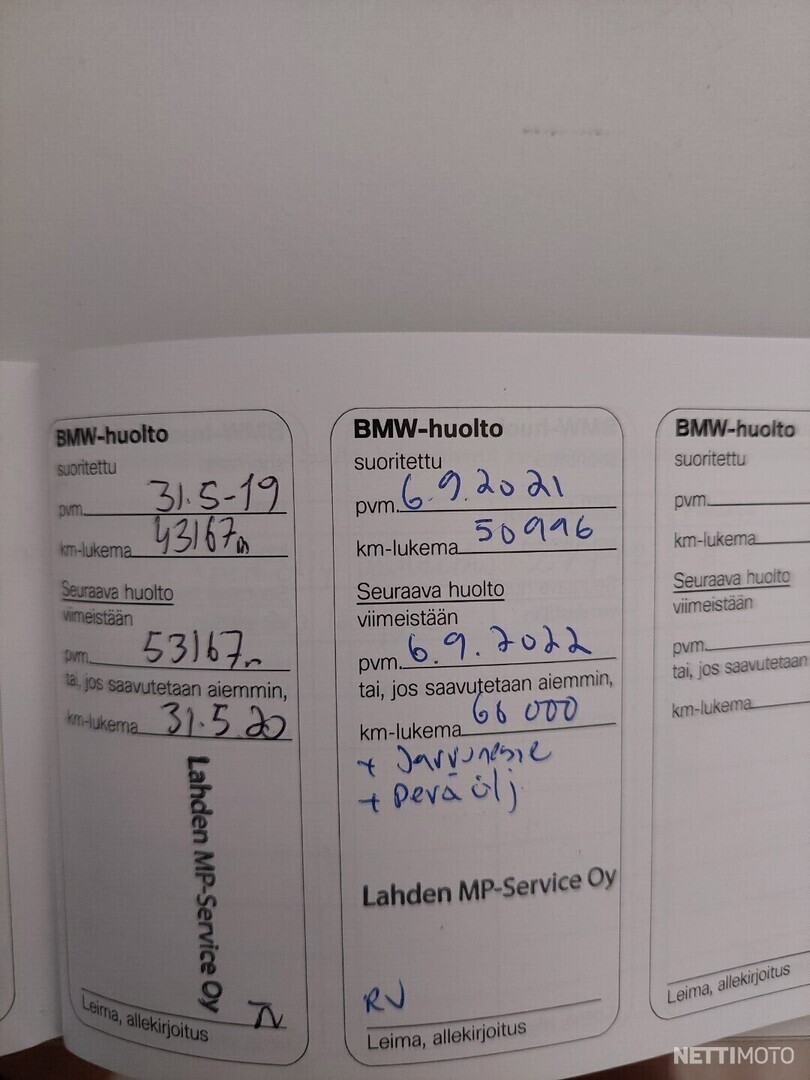 BMW-huolto
suoritettu
pvm. 31.5-19
km-lukema 43167
Seuraava huolto
viimeistään
pvm. 53167
tai, jos saavutetaan aiemmin,
km-lukema 31.5.20
Lahden MP-Service Oy
Leima, allekirjoitus
BMW-huolto
suoritettu
pvm. 6.9.2021
km-lukema 50996
Seuraava huolto
viimeistään
pvm. 6.9.2022
tai, jos saavutetaan aiemmin,
km-lukema 66 000
+ Jarruneste
+ perä ölj
Lahden MP-Service Oy
RV
Leima, allekirjoitus
BMW-huolto
suoritettu
pvm.
km-lukema
Seuraava huolto
viimeistään
pvm.
tai, jos saavutetaan
km-lukema
Leima, allekirjoitus
NETTIMOTO